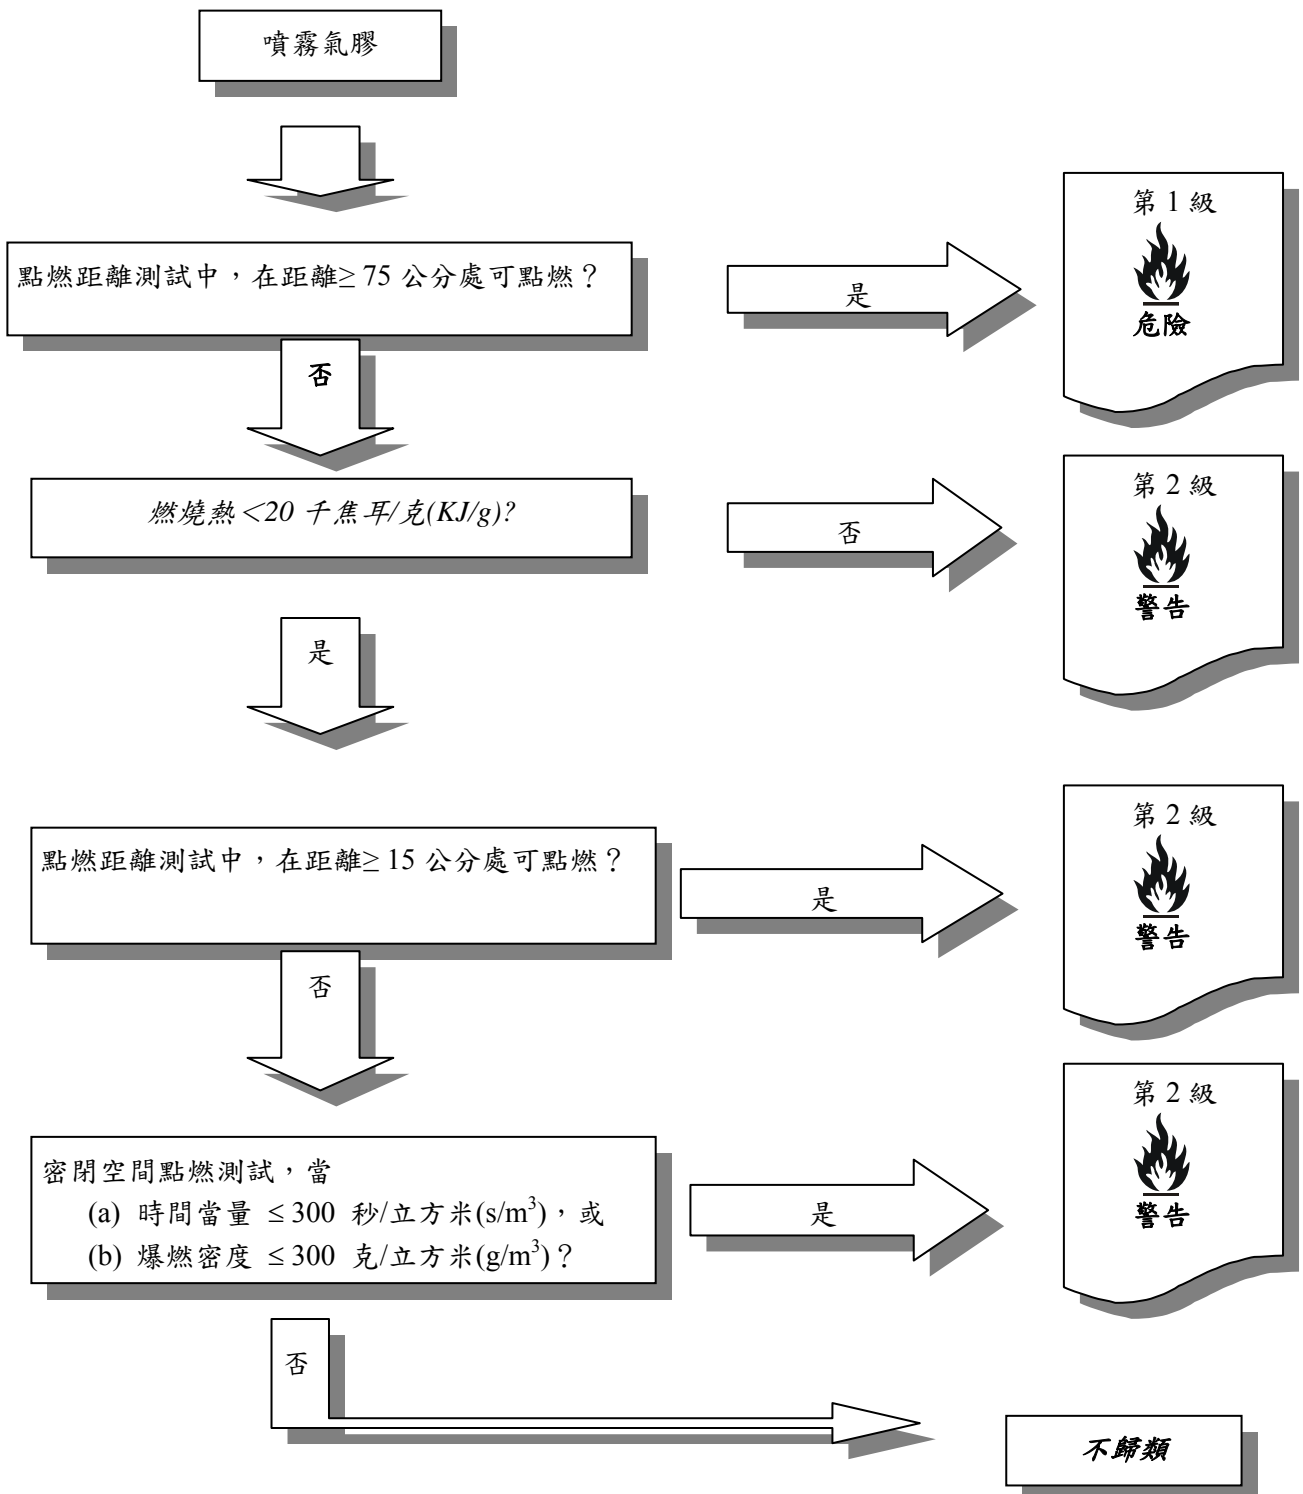 噴霧氣膠
點燃距離測試中，在距離≥ 75 公分處可點燃？
是
第 1 級
危險
否
燃燒熱＜20 千焦耳/克(KJ/g)?
否
第 2 級
警告
是
點燃距離測試中，在距離≥ 15 公分處可點燃？
是
第 2 級
警告
否
密閉空間點燃測試，當
(a) 時間當量 ≤ 300 秒/立方米(s/m³)，或
(b) 爆燃密度 ≤ 300 克/立方米(g/m³)？
是
第 2 級
警告
否
不歸類